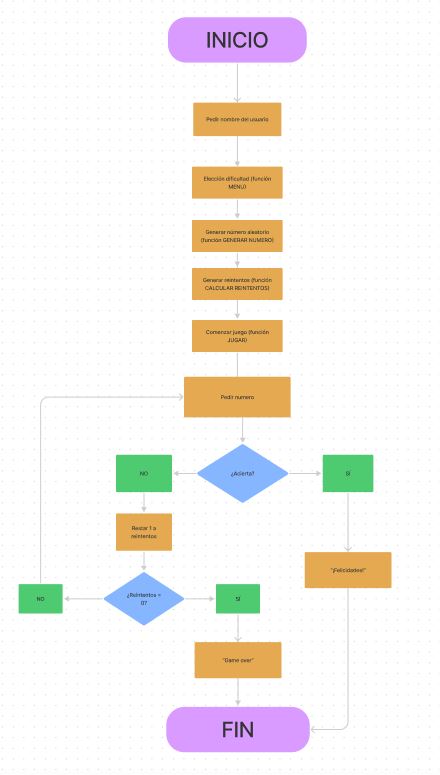 INICIO
Pedir nombre del usuario
Elección dificultad (función
MENÚ)
Generar número aleatorio
(función GENERAR NUMERO)
Generar reintentos (función
CALCULAR REINTENTOS)
Comenzar juego (función
JUGAR)
Pedir numero
NO
¿Acierta?
SÍ
Restar 1 a
reintentos
"¡Felicidades!"
NO
¿Reintentos =
0?
SÍ
"Game over"
FIN